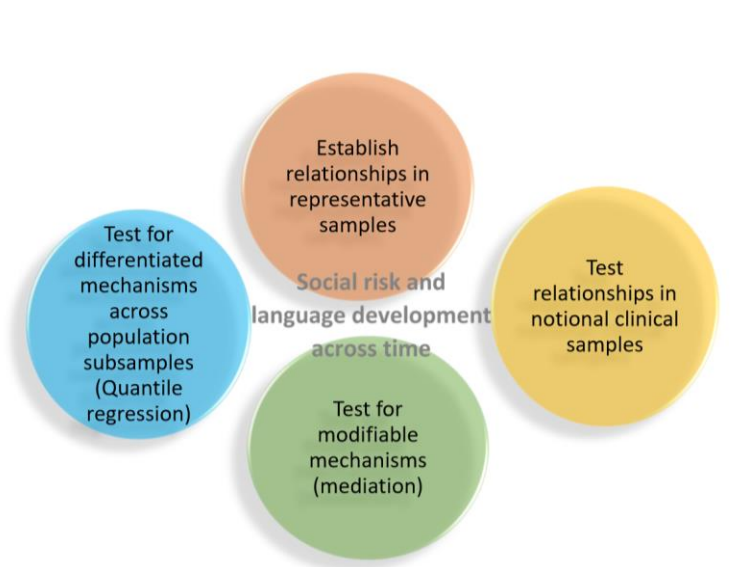 Establish
relationships in
representative
samples
Test for
differentiated
mechanisms
across
population
subsamples
(Quantile
regression)
Social risk and
language development
across time
Test
relationships in
notional clinical
samples
Test for
modifiable
mechanisms
(mediation)